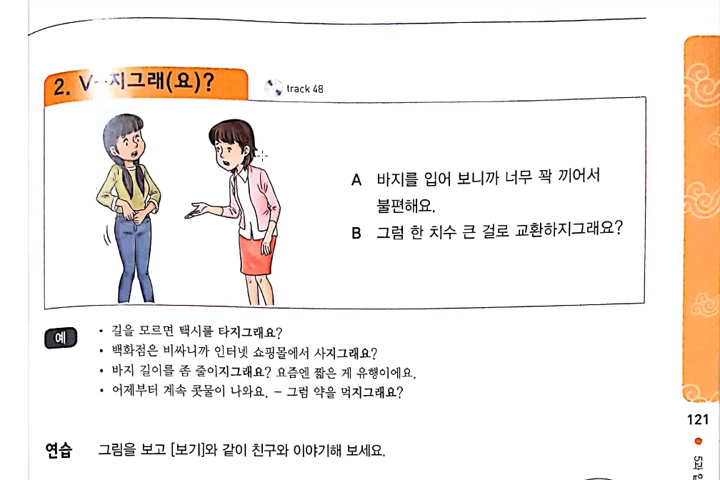 2. V-지그래(요)?
track 48
A 바지를 입어 보니까 너무 꽉 끼어서
불편해요.
B 그럼 한 치수 큰 걸로 교환하지그래요?
예
• 길을 모르면 택시를 타지그래요?
• 백화점은 비싸니까 인터넷 쇼핑몰에서 사지그래요?
• 바지 길이를 좀 줄이지그래요? 요즘엔 짧은 게 유행이에요.
• 어제부터 계속 콧물이 나와요. – 그럼 약을 먹지그래요?
연습 그림을 보고 [보기]와 같이 친구와 이야기해 보세요.
121
5과